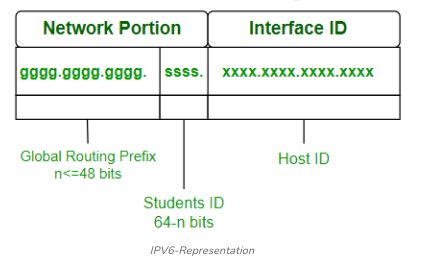 Network Portion
Interface ID
gggg.gggg.gggg.
ssss.
xxxx.xxxx.xxxx.xxxx
Global Routing Prefix
n<=48 bits
Host ID
Students ID
64-n bits
IPV6-Representation